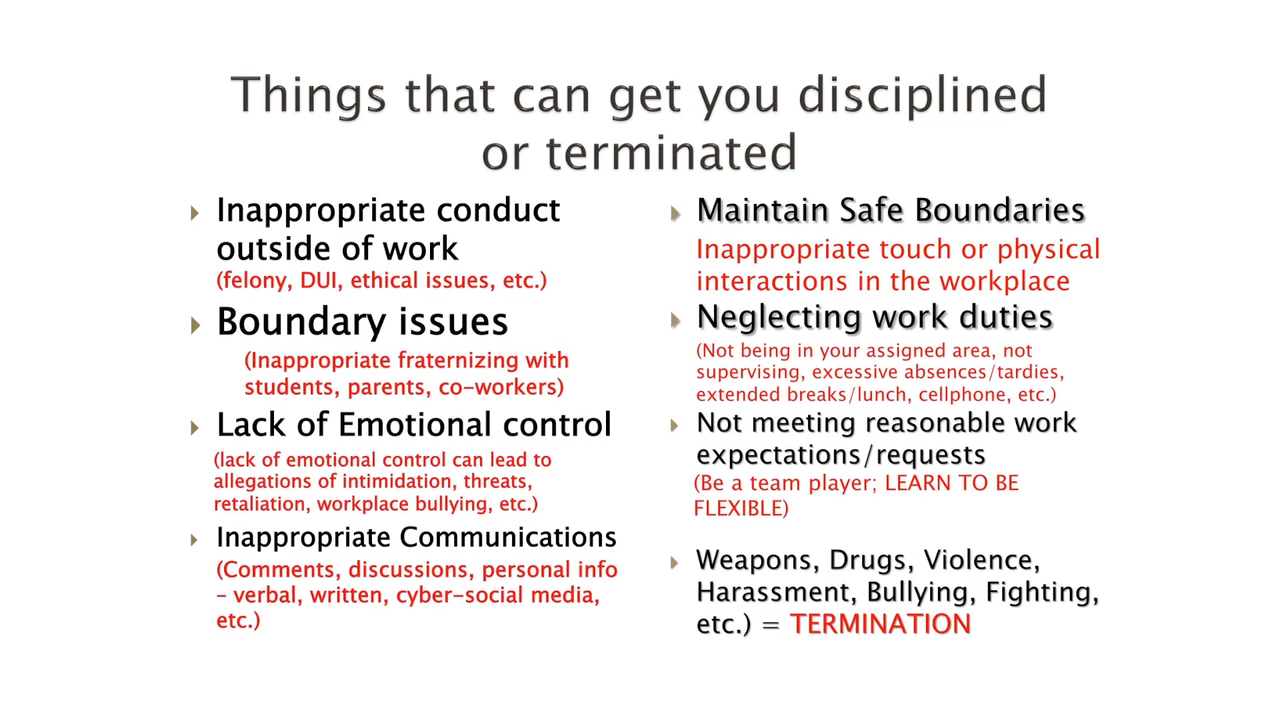 Things that can get you disciplined
or terminated
Inappropriate conduct
outside of work
(felony, DUI, ethical issues, etc.)
Boundary issues
(Inappropriate fraternizing with
students, parents, co-workers)
Lack of Emotional control
(lack of emotional control can lead to
allegations of intimidation, threats,
retaliation, workplace bullying, etc.)
Inappropriate Communications
(Comments, discussions, personal info
– verbal, written, cyber-social media,
etc.)
Maintain Safe Boundaries
Inappropriate touch or physical
interactions in the workplace
Neglecting work duties
(Not being in your assigned area, not
supervising, excessive absences/tardies,
extended breaks/lunch, cellphone, etc.)
Not meeting reasonable work
expectations/requests
(Be a team player; LEARN TO BE
FLEXIBLE)
Weapons, Drugs, Violence,
Harassment, Bullying, Fighting,
etc.) = TERMINATION